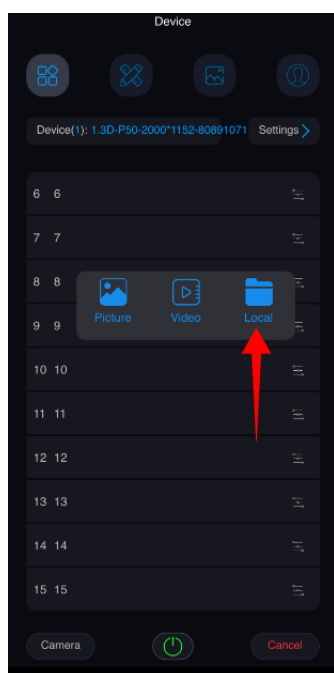 Device
Device(1): 1.3D-P50-2000*1152-80891071 Settings
6 6
7 7
8 8
Picture Video Local
9 9
10 10
11 11
12 12
13 13
14 14
15 15
Camera Cancel